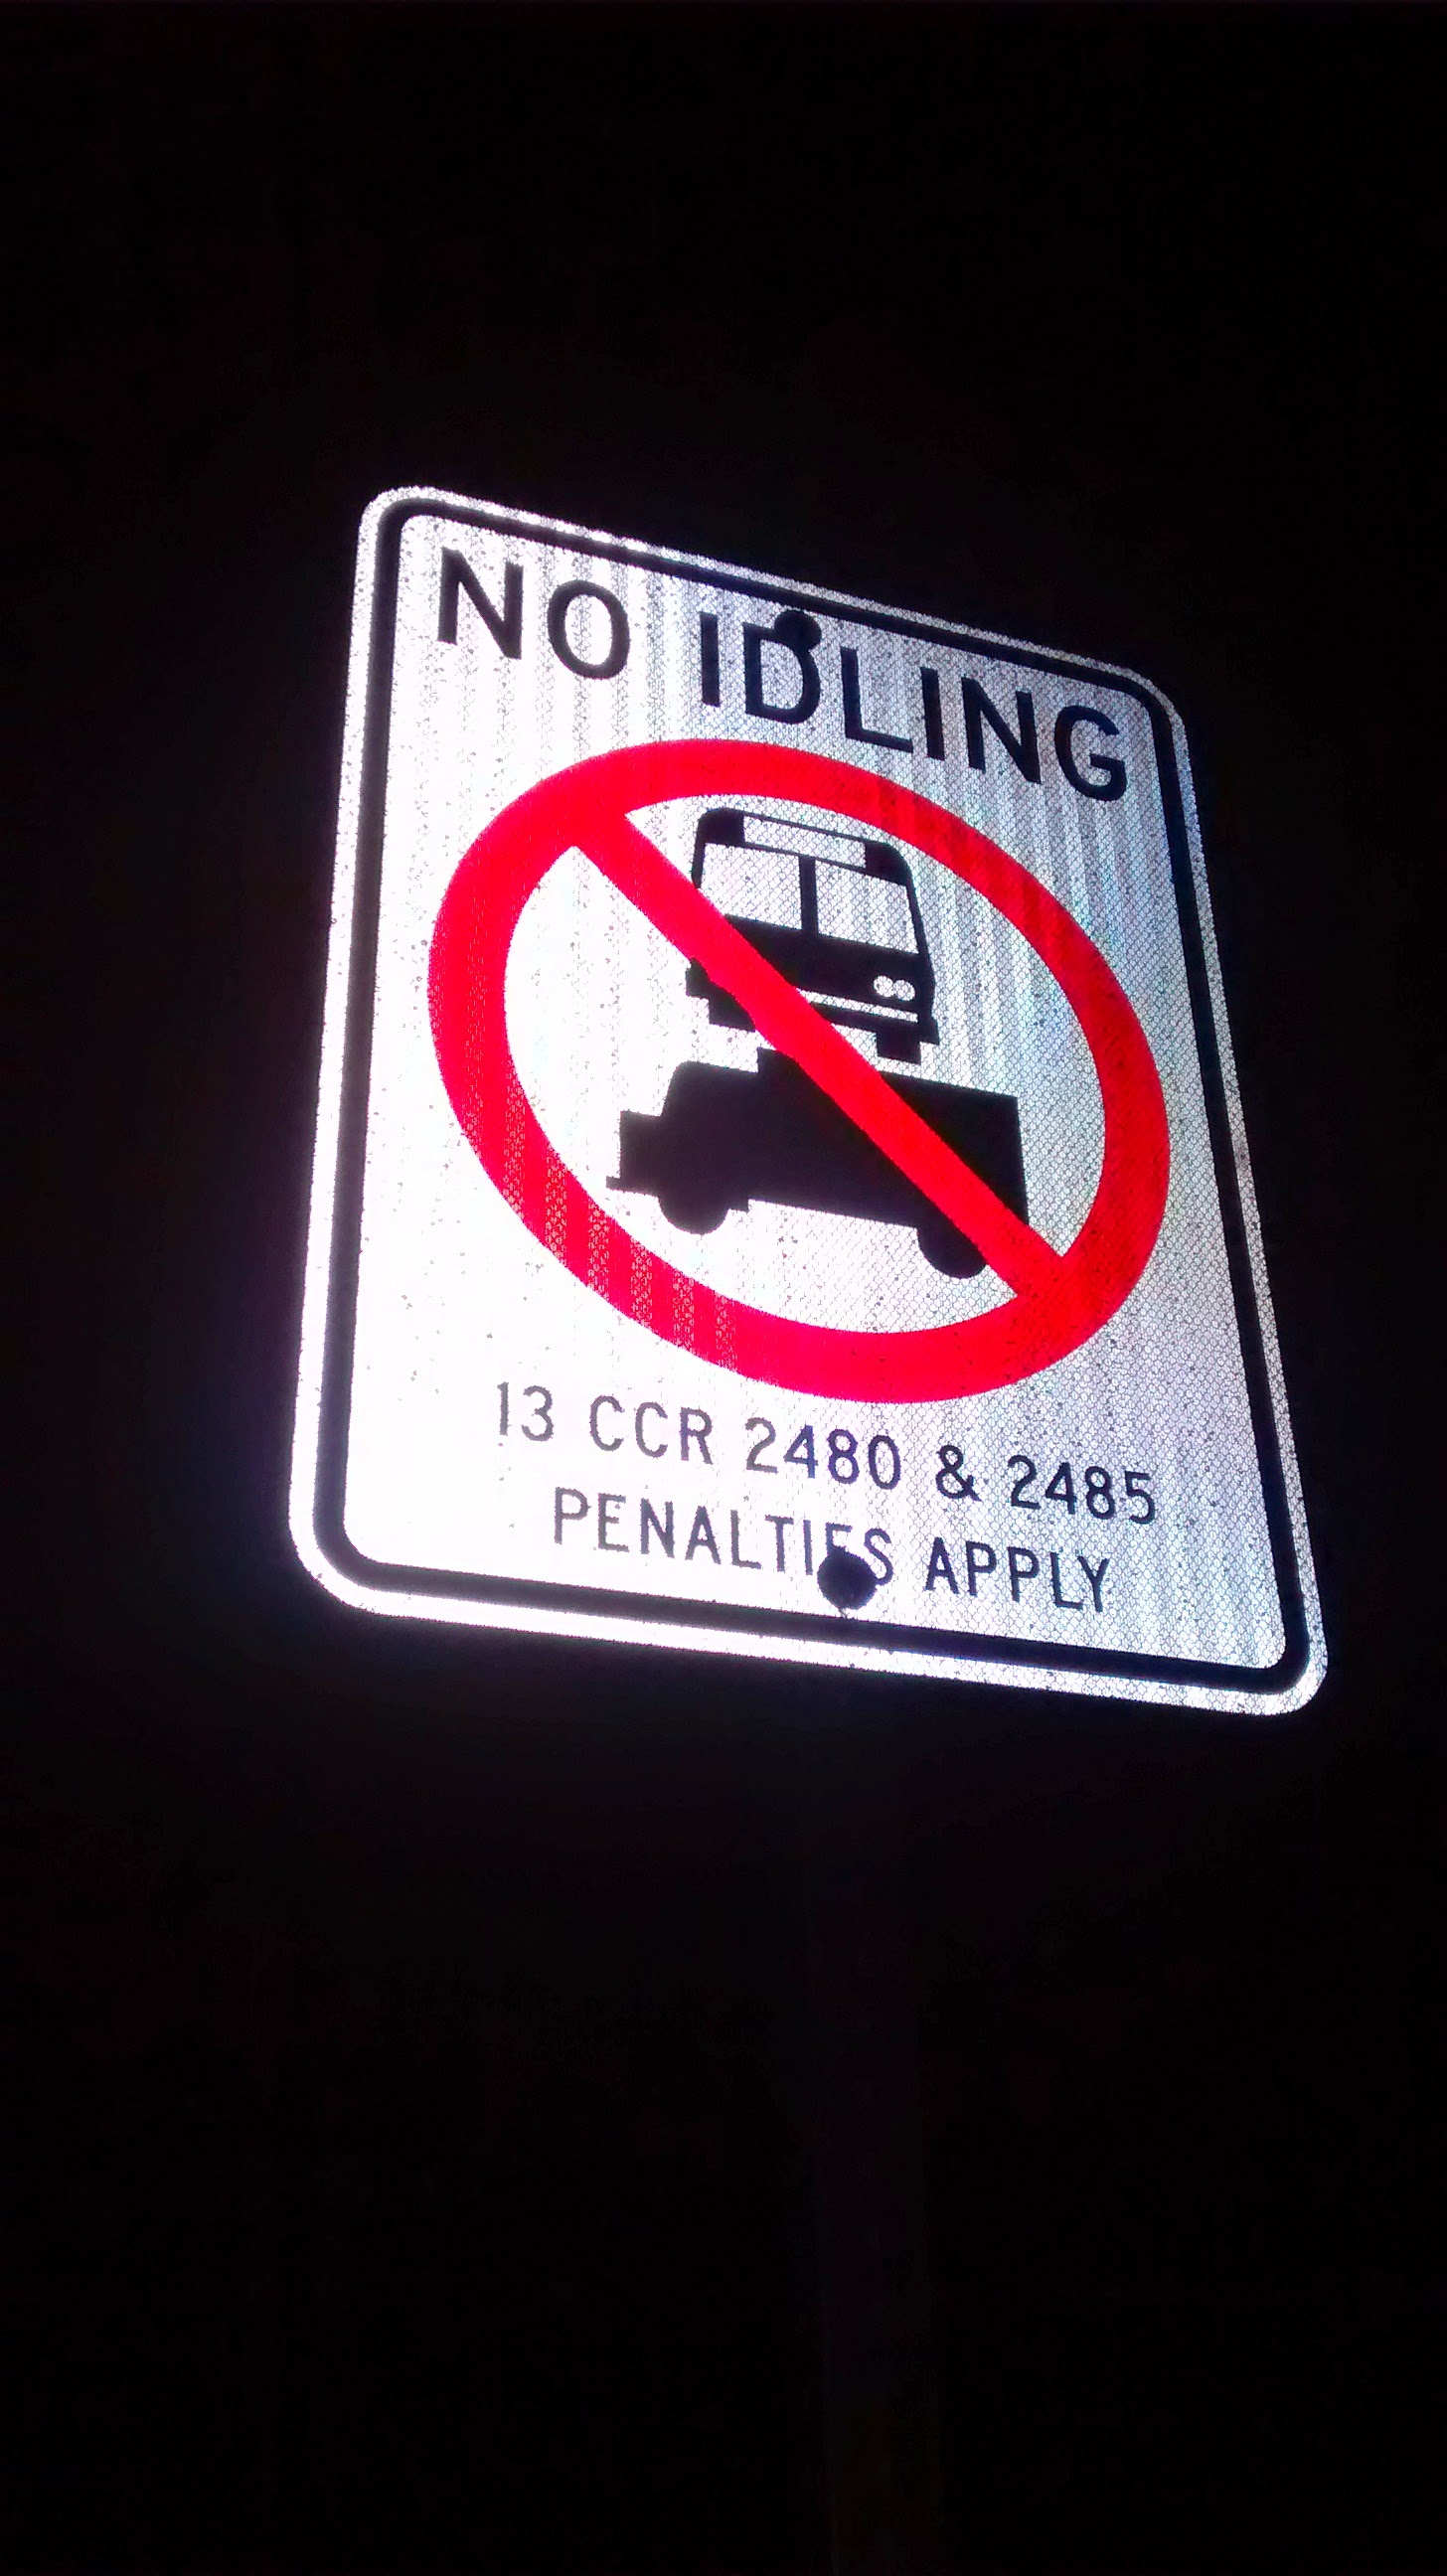 NO IDLING
13 CCR 2480 & 2485
PENALTIES APPLY